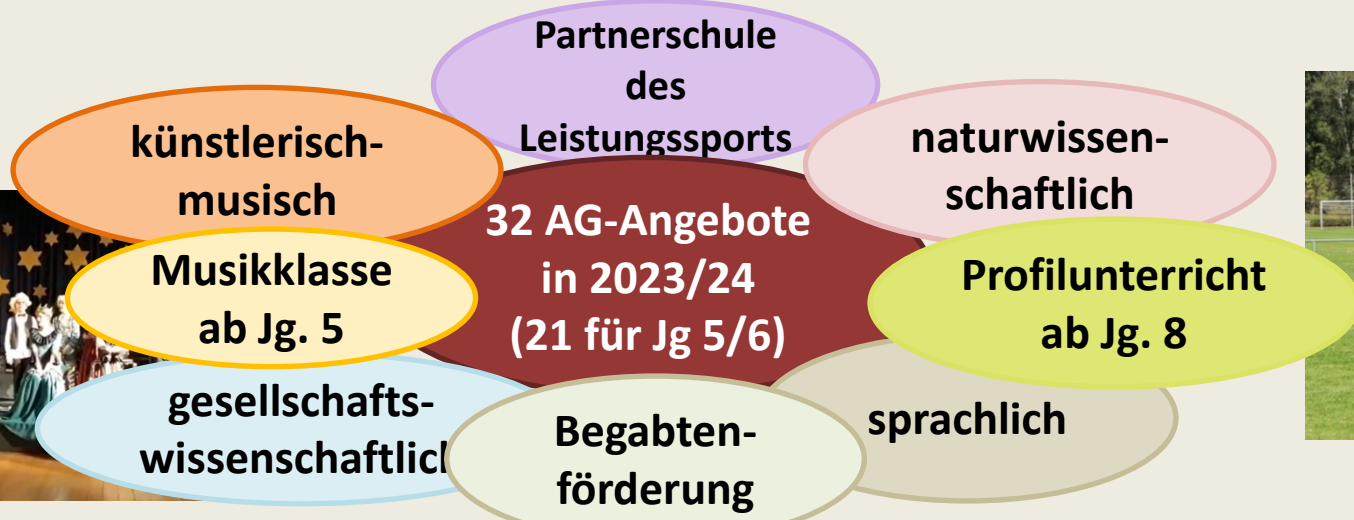 Partnerschule
des
Leistungssports
künstlerisch-
musisch
naturwissen-
schaftlich
32 AG-Angebote
in 2023/24
(21 für Jg 5/6)
Musikklasse
ab Jg. 5
Profilunterricht
ab Jg. 8
gesellschafts-
wissenschaftlich
Begabten-
förderung
sprachlich